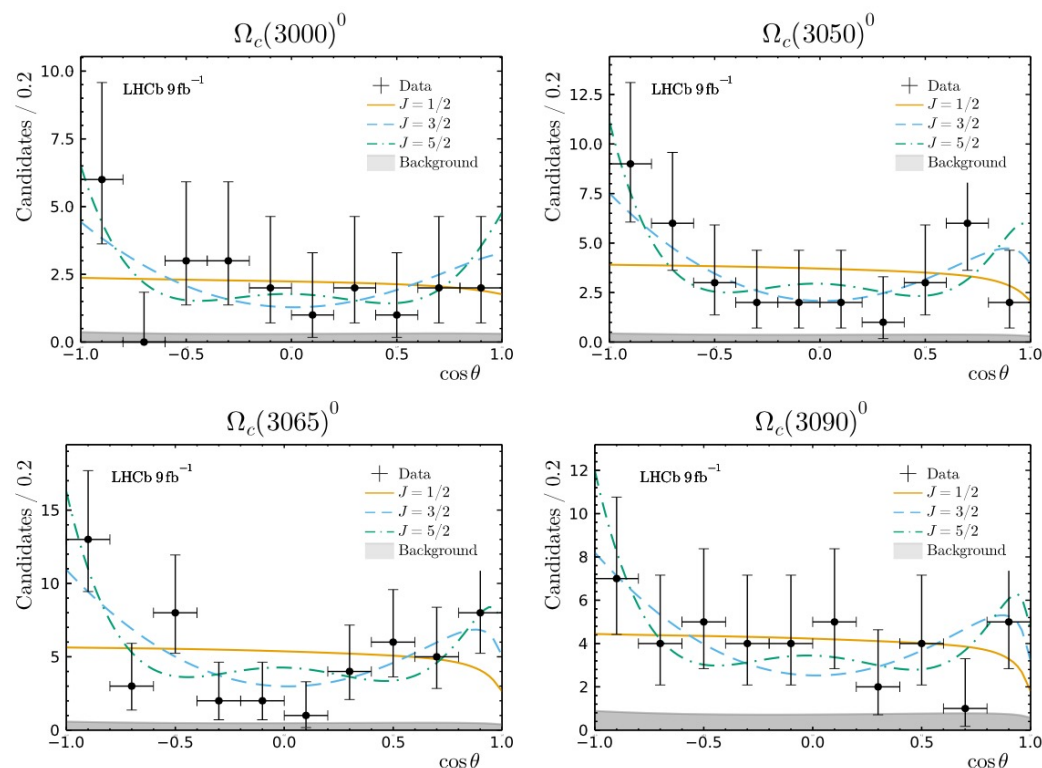 Ω_c(3000)^0
Candidates / 0.2
10.0
7.5
5.0
2.5
0.0
LHCb 9 fb^−1
Data
J = 1/2
J = 3/2
J = 5/2
Background
−1.0 −0.5 0.0 0.5 1.0
cos θ
Ω_c(3050)^0
Candidates / 0.2
12.5
10.0
7.5
5.0
2.5
0.0
LHCb 9 fb^−1
Data
J = 1/2
J = 3/2
J = 5/2
Background
−1.0 −0.5 0.0 0.5 1.0
cos θ
Ω_c(3065)^0
Candidates / 0.2
15
10
5
0
LHCb 9 fb^−1
Data
J = 1/2
J = 3/2
J = 5/2
Background
−1.0 −0.5 0.0 0.5 1.0
cos θ
Ω_c(3090)^0
Candidates / 0.2
12
10
8
6
4
2
0
LHCb 9 fb^−1
Data
J = 1/2
J = 3/2
J = 5/2
Background
−1.0 −0.5 0.0 0.5 1.0
cos θ